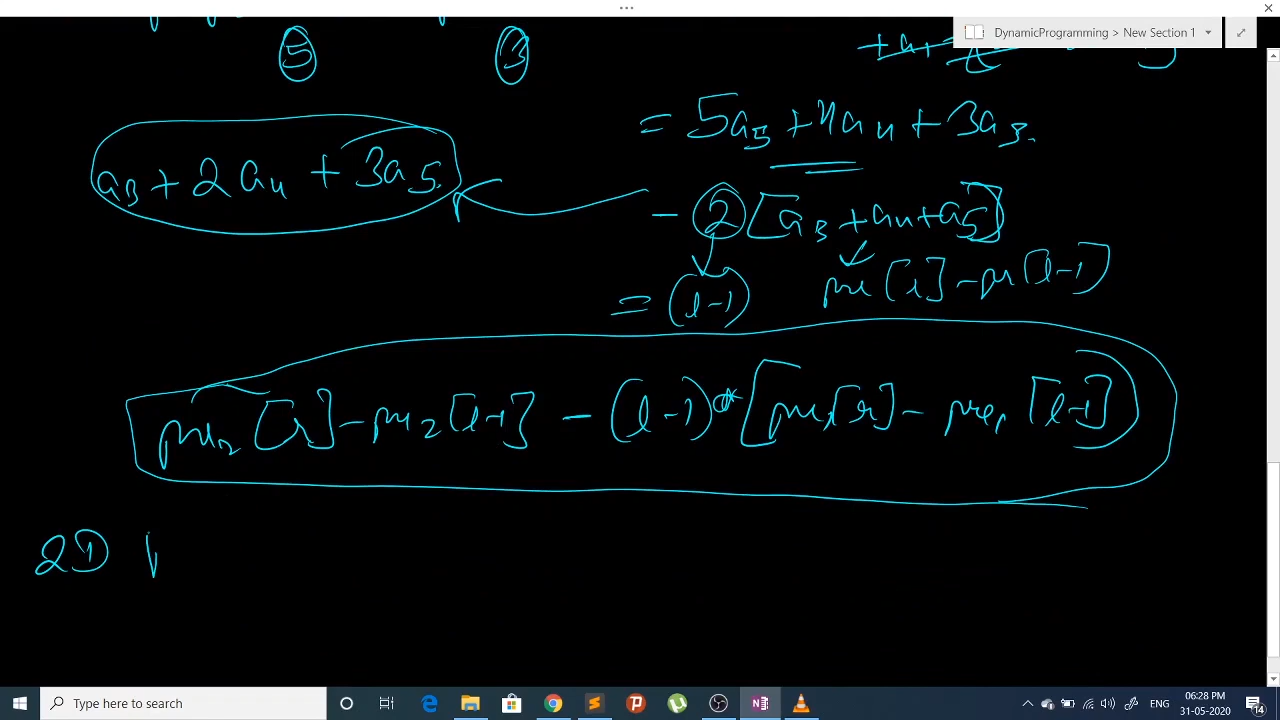 DynamicProgramming > New Section 1
5 3
= 5a5 + 4a4 + 3a3.
a3 + 2a4 + 3a5.
- 2 [a3 + a4 + a5]
pre[r] - pre[l-1]
= (l-1)
pre2[r] - pre2[l-1] - (l-1) * [pre1[r] - pre1[l-1]]
2D
Type here to search
ENG
06:28 PM
31-05-2020
14